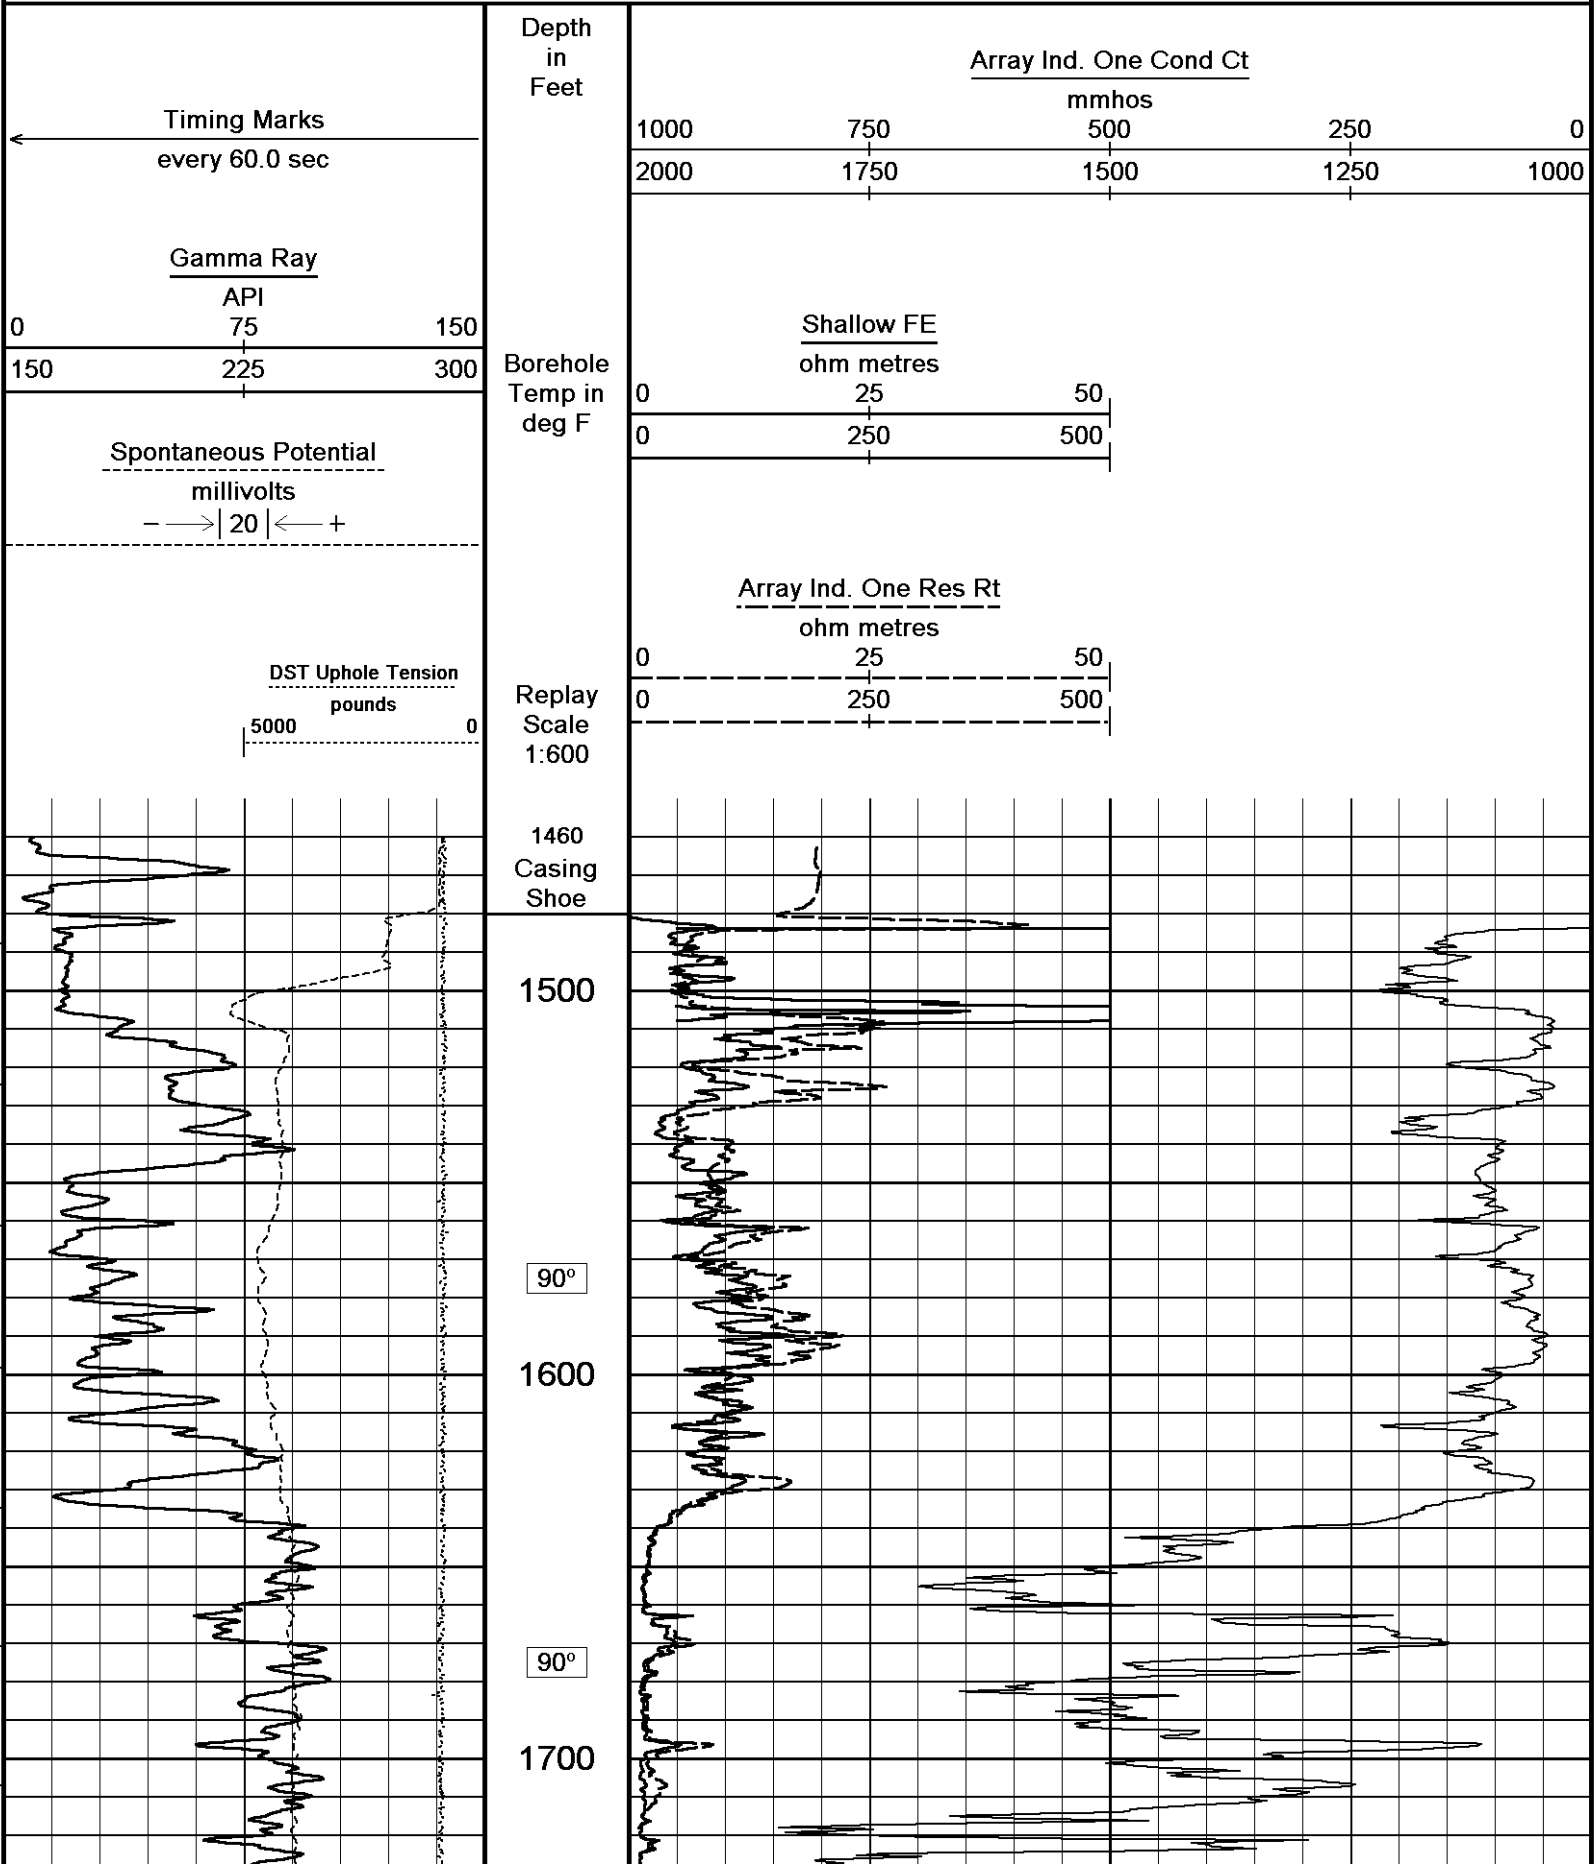 Timing Marks
every 60.0 sec
Gamma Ray
API
0 75 150
150 225 300
Spontaneous Potential
millivolts
− 20 +
DST Uphole Tension
pounds
5000 0
Depth
in
Feet
Borehole
Temp in
deg F
Replay
Scale
1:600
Array Ind. One Cond Ct
mmhos
1000 750 500 250 0
2000 1750 1500 1250 1000
Shallow FE
ohm metres
0 25 50
0 250 500
Array Ind. One Res Rt
ohm metres
0 25 50
0 250 500
1460
Casing
Shoe
1500
90º
1600
90º
1700